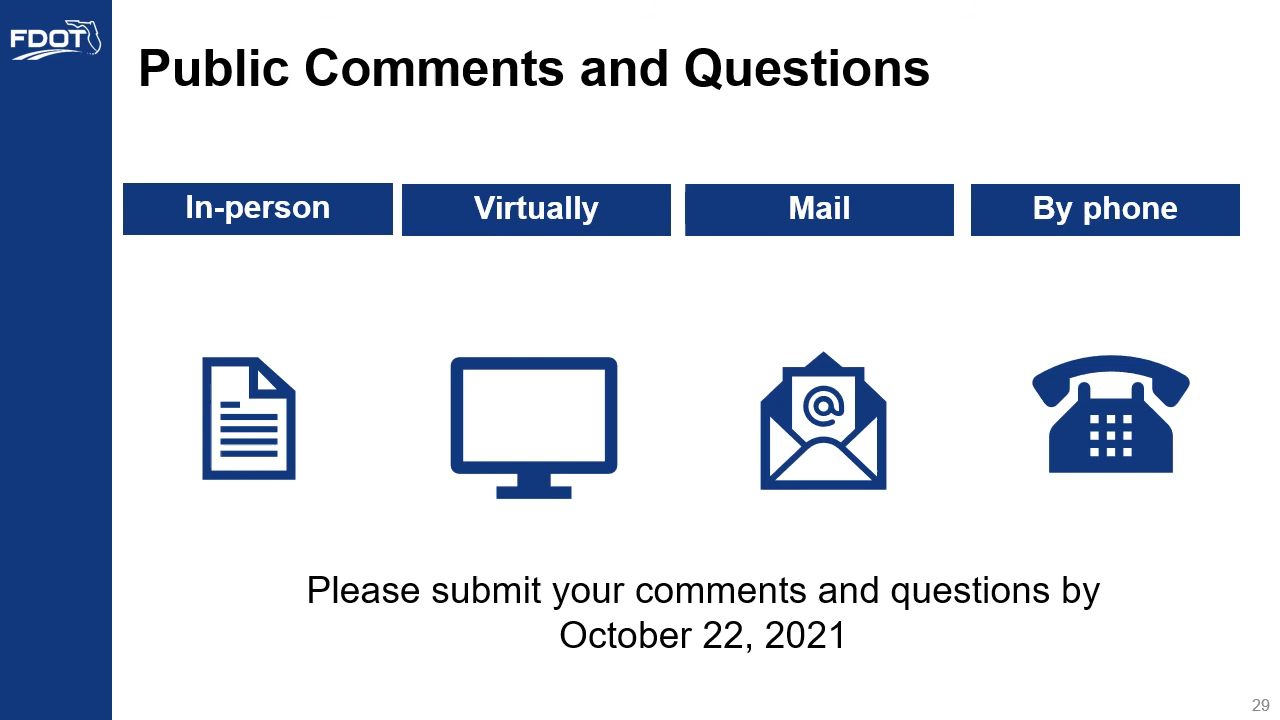 FDOT
Public Comments and Questions
In-person
Virtually
Mail
By phone
@
Please submit your comments and questions by
October 22, 2021
29